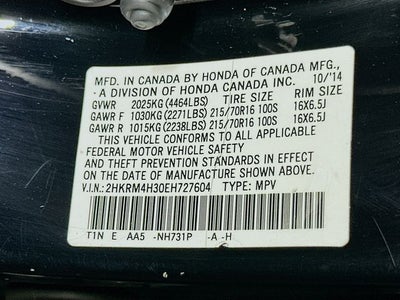 MFD. IN CANADA BY HONDA OF CANADA MFG.,
A DIVISION OF HONDA CANADA INC. 10/'14
GVWR 2025KG(4464LBS) TIRE SIZE RIM SIZE
GAWR F 1030KG(2271LBS) 215/70R16 100S 16X6.5J
GAWR R 1015KG(2238LBS) 215/70R16 100S 16X6.5J
THIS VEHICLE CONFORMS TO ALL APPLICABLE
FEDERAL MOTOR VEHICLE SAFETY
AND THEFT PREVENTION STANDARDS IN EFFECT
ON THE DATE OF MANUFACTURE SHOWN ABOVE.
V.I.N.: 2HKRM4H30EH727604 TYPE: MPV
T1N E AA5 -NH731P -A -H